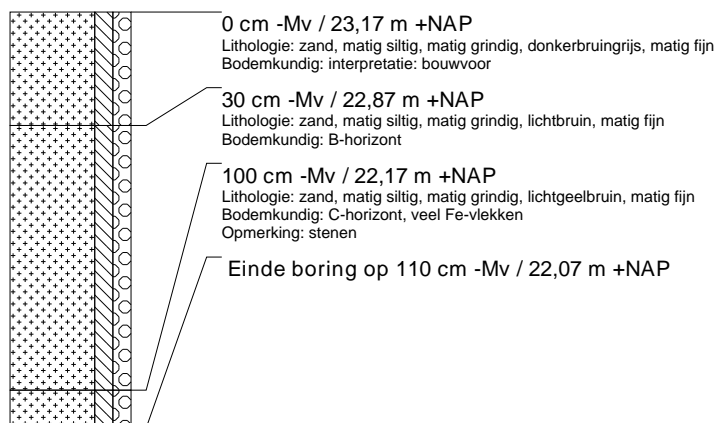 0 cm -Mv / 23,17 m +NAP
Lithologie: zand, matig siltig, matig grindig, donkerbruingrijs, matig fijn
Bodemkundig: interpretatie: bouwvoor
30 cm -Mv / 22,87 m +NAP
Lithologie: zand, matig siltig, matig grindig, lichtbruin, matig fijn
Bodemkundig: B-horizont
100 cm -Mv / 22,17 m +NAP
Lithologie: zand, matig siltig, matig grindig, lichtgeelbruin, matig fijn
Bodemkundig: C-horizont, veel Fe-vlekken
Opmerking: stenen
Einde boring op 110 cm -Mv / 22,07 m +NAP